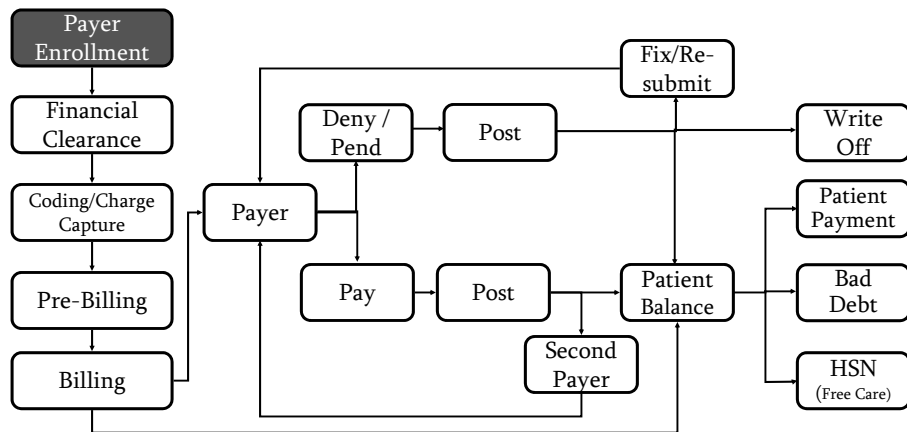 Payer
Enrollment
Financial
Clearance
Coding/Charge
Capture
Pre-Billing
Billing
Payer
Deny /
Pend
Post
Fix/Re-
submit
Write
Off
Pay
Post
Second
Payer
Patient
Balance
Patient
Payment
Bad
Debt
HSN
(Free Care)